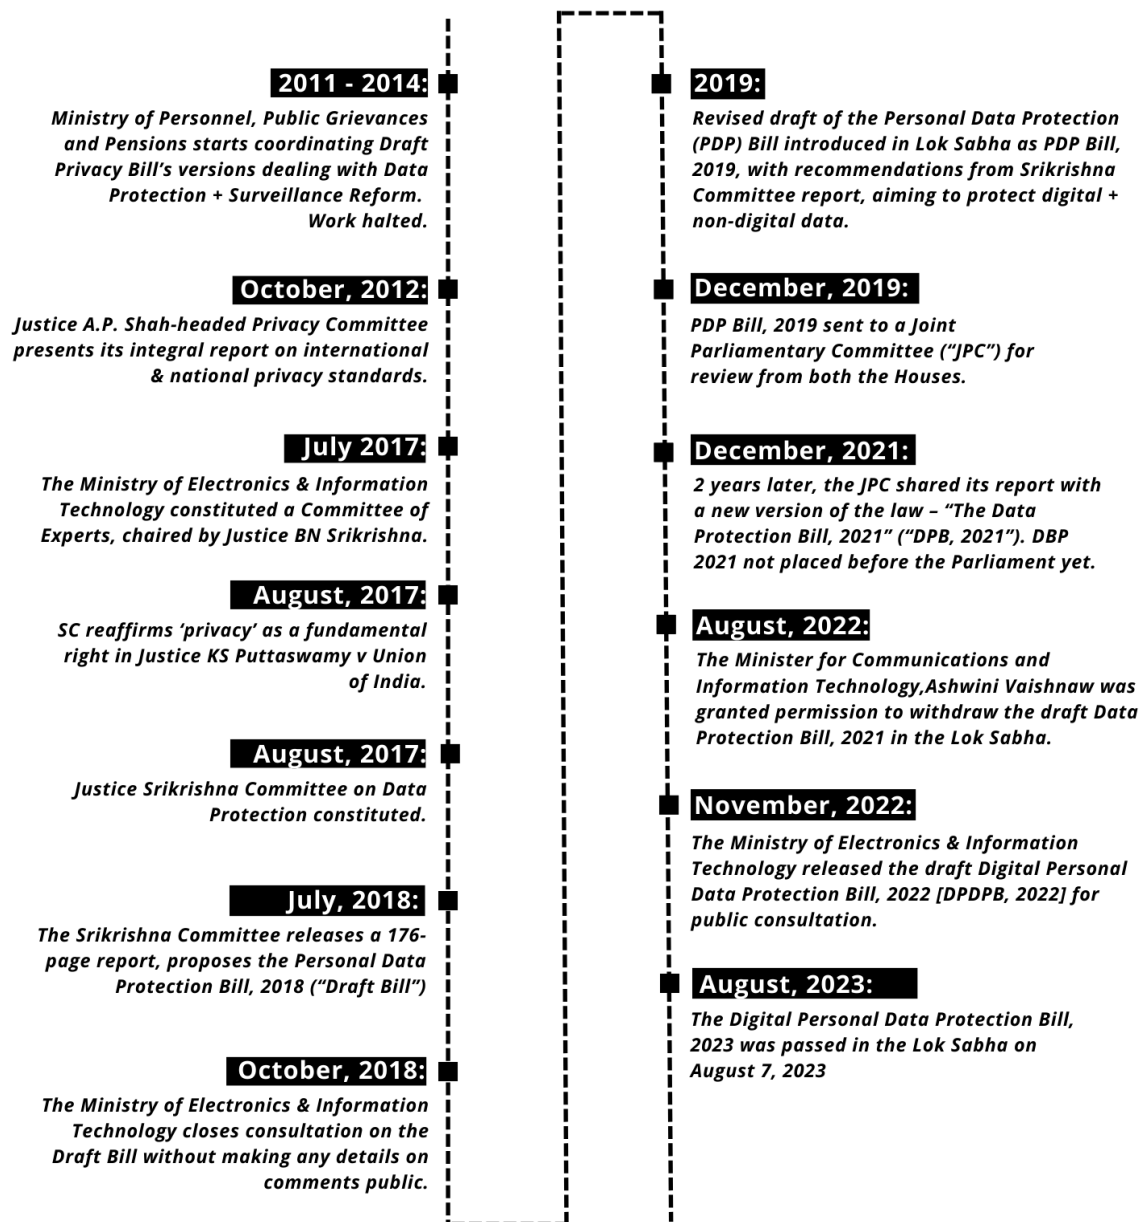 2011 - 2014:
Ministry of Personnel, Public Grievances
and Pensions starts coordinating Draft
Privacy Bill’s versions dealing with Data
Protection + Surveillance Reform.
Work halted.
October, 2012:
Justice A.P. Shah-headed Privacy Committee
presents its integral report on international
& national privacy standards.
July 2017:
The Ministry of Electronics & Information
Technology constituted a Committee of
Experts, chaired by Justice BN Srikrishna.
August, 2017:
SC reaffirms ‘privacy’ as a fundamental
right in Justice KS Puttaswamy v Union
of India.
August, 2017:
Justice Srikrishna Committee on Data
Protection constituted.
July, 2018:
The Srikrishna Committee releases a 176-
page report, proposes the Personal Data
Protection Bill, 2018 (“Draft Bill”)
October, 2018:
The Ministry of Electronics & Information
Technology closes consultation on the
Draft Bill without making any details on
comments public.
2019:
Revised draft of the Personal Data Protection
(PDP) Bill introduced in Lok Sabha as PDP Bill,
2019, with recommendations from Srikrishna
Committee report, aiming to protect digital +
non-digital data.
December, 2019:
PDP Bill, 2019 sent to a Joint
Parliamentary Committee (“JPC”) for
review from both the Houses.
December, 2021:
2 years later, the JPC shared its report with
a new version of the law – “The Data
Protection Bill, 2021” (“DPB, 2021”). DBP
2021 not placed before the Parliament yet.
August, 2022:
The Minister for Communications and
Information Technology,Ashwini Vaishnaw was
granted permission to withdraw the draft Data
Protection Bill, 2021 in the Lok Sabha.
November, 2022:
The Ministry of Electronics & Information
Technology released the draft Digital Personal
Data Protection Bill, 2022 [DPDPB, 2022] for
public consultation.
August, 2023:
The Digital Personal Data Protection Bill,
2023 was passed in the Lok Sabha on
August 7, 2023